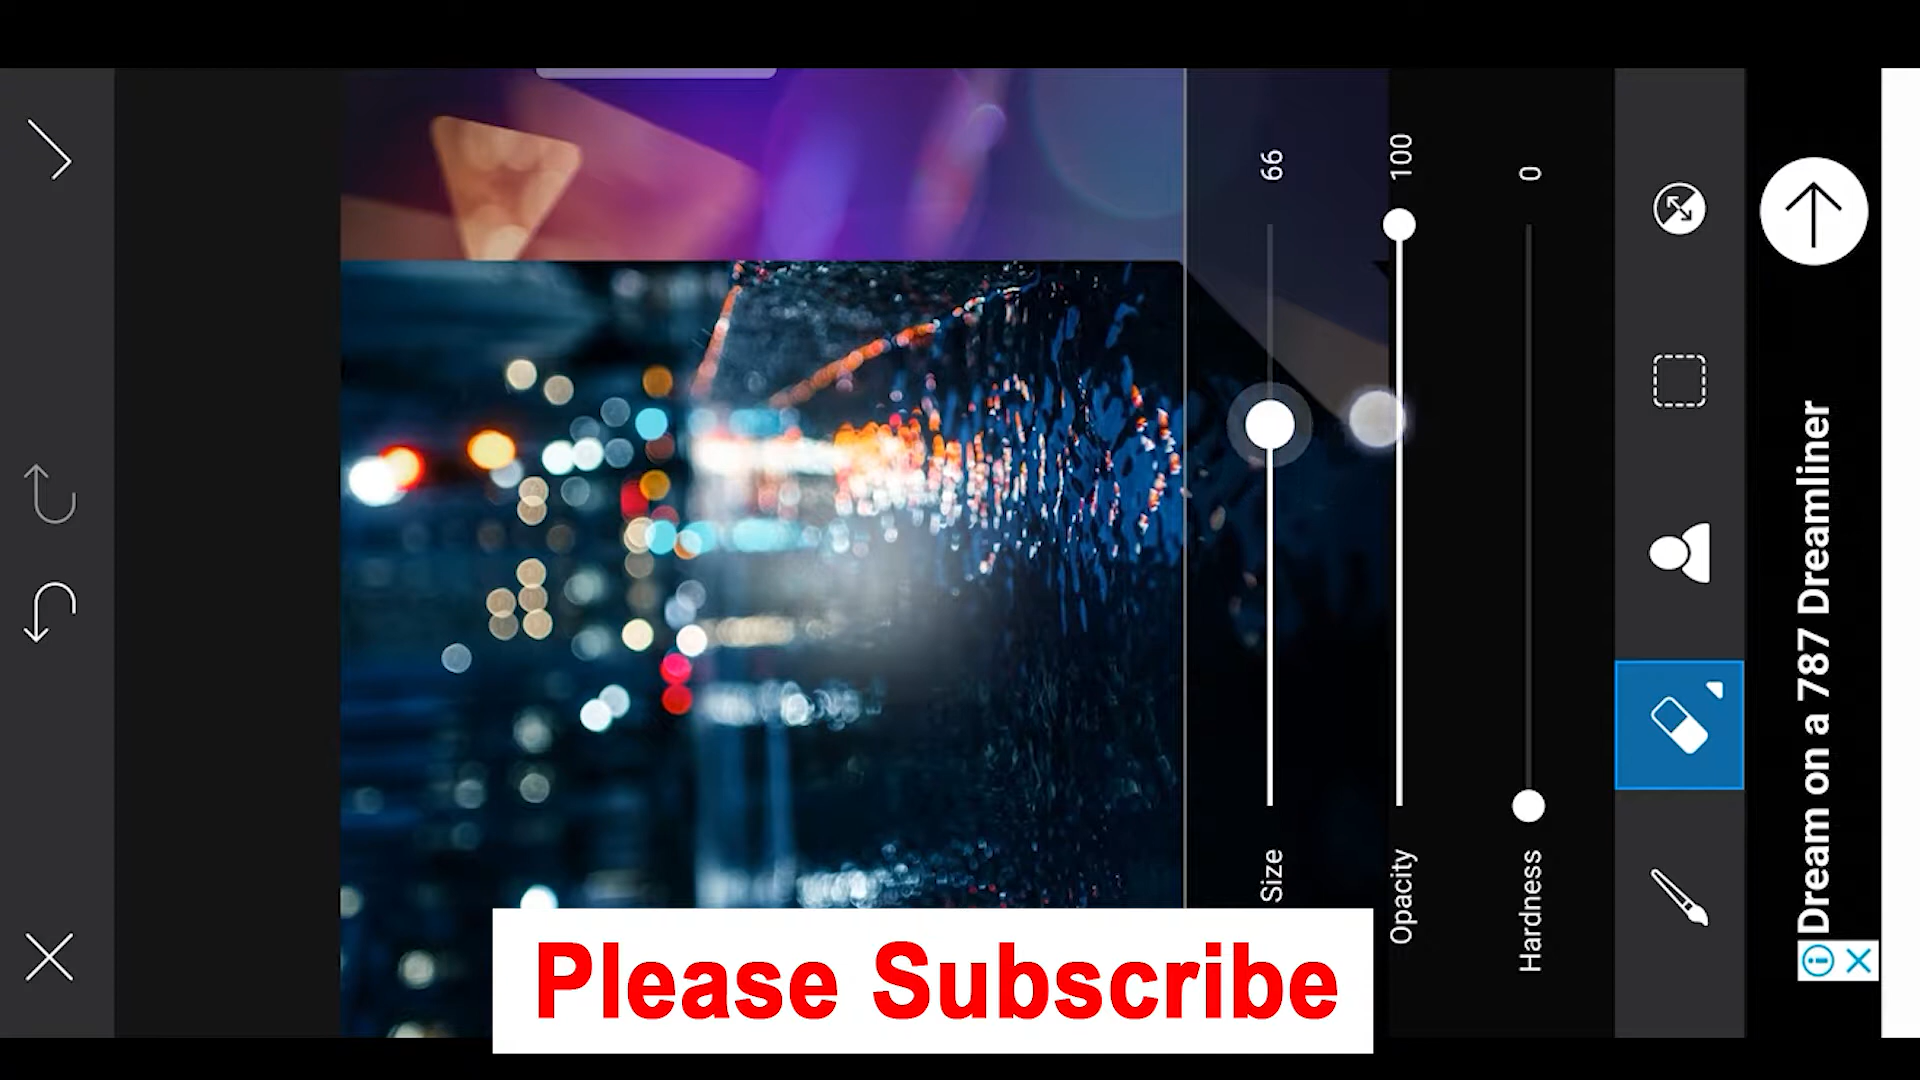 66
100
0
Size
Opacity
Hardness
Dream on a 787 Dreamliner
Please Subscribe